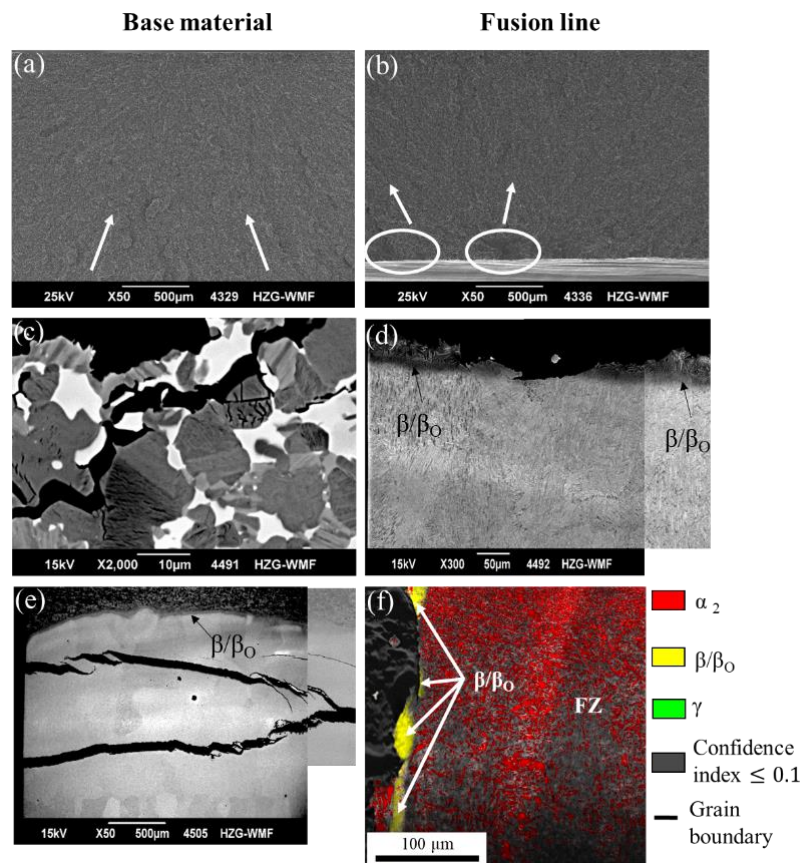 Base material
Fusion line
(a)
(b)
25kV X50 500μm 4329 HZG-WMF
25kV X50 500μm 4336 HZG-WMF
(c)
(d)
β/βO
β/βO
15kV X2,000 10μm 4491 HZG-WMF
15kV X300 50μm 4492 HZG-WMF
(e)
(f)
β/βO
β/βO
FZ
α 2
β/βO
γ
Confidence
index ≤ 0.1
Grain
boundary
15kV X50 500μm 4505 HZG-WMF
100 μm